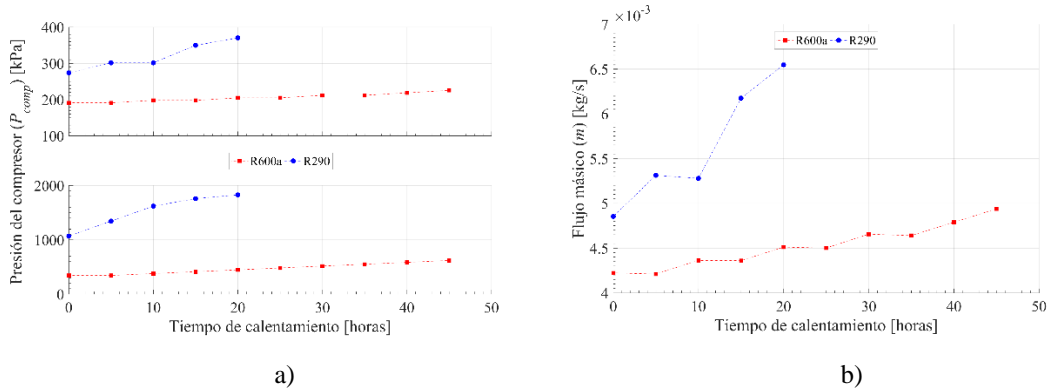 400
300
200
100
R600a R290
2000
1000
0
0 10 20 30 40 50
Presión del compresor (P_comp) [kPa]
Tiempo de calentamiento [horas]
a)
7 ×10⁻³
6.5
6
5.5
5
4.5
4
R600a R290
0 10 20 30 40 50
Flujo másico (m) [kg/s]
Tiempo de calentamiento [horas]
b)